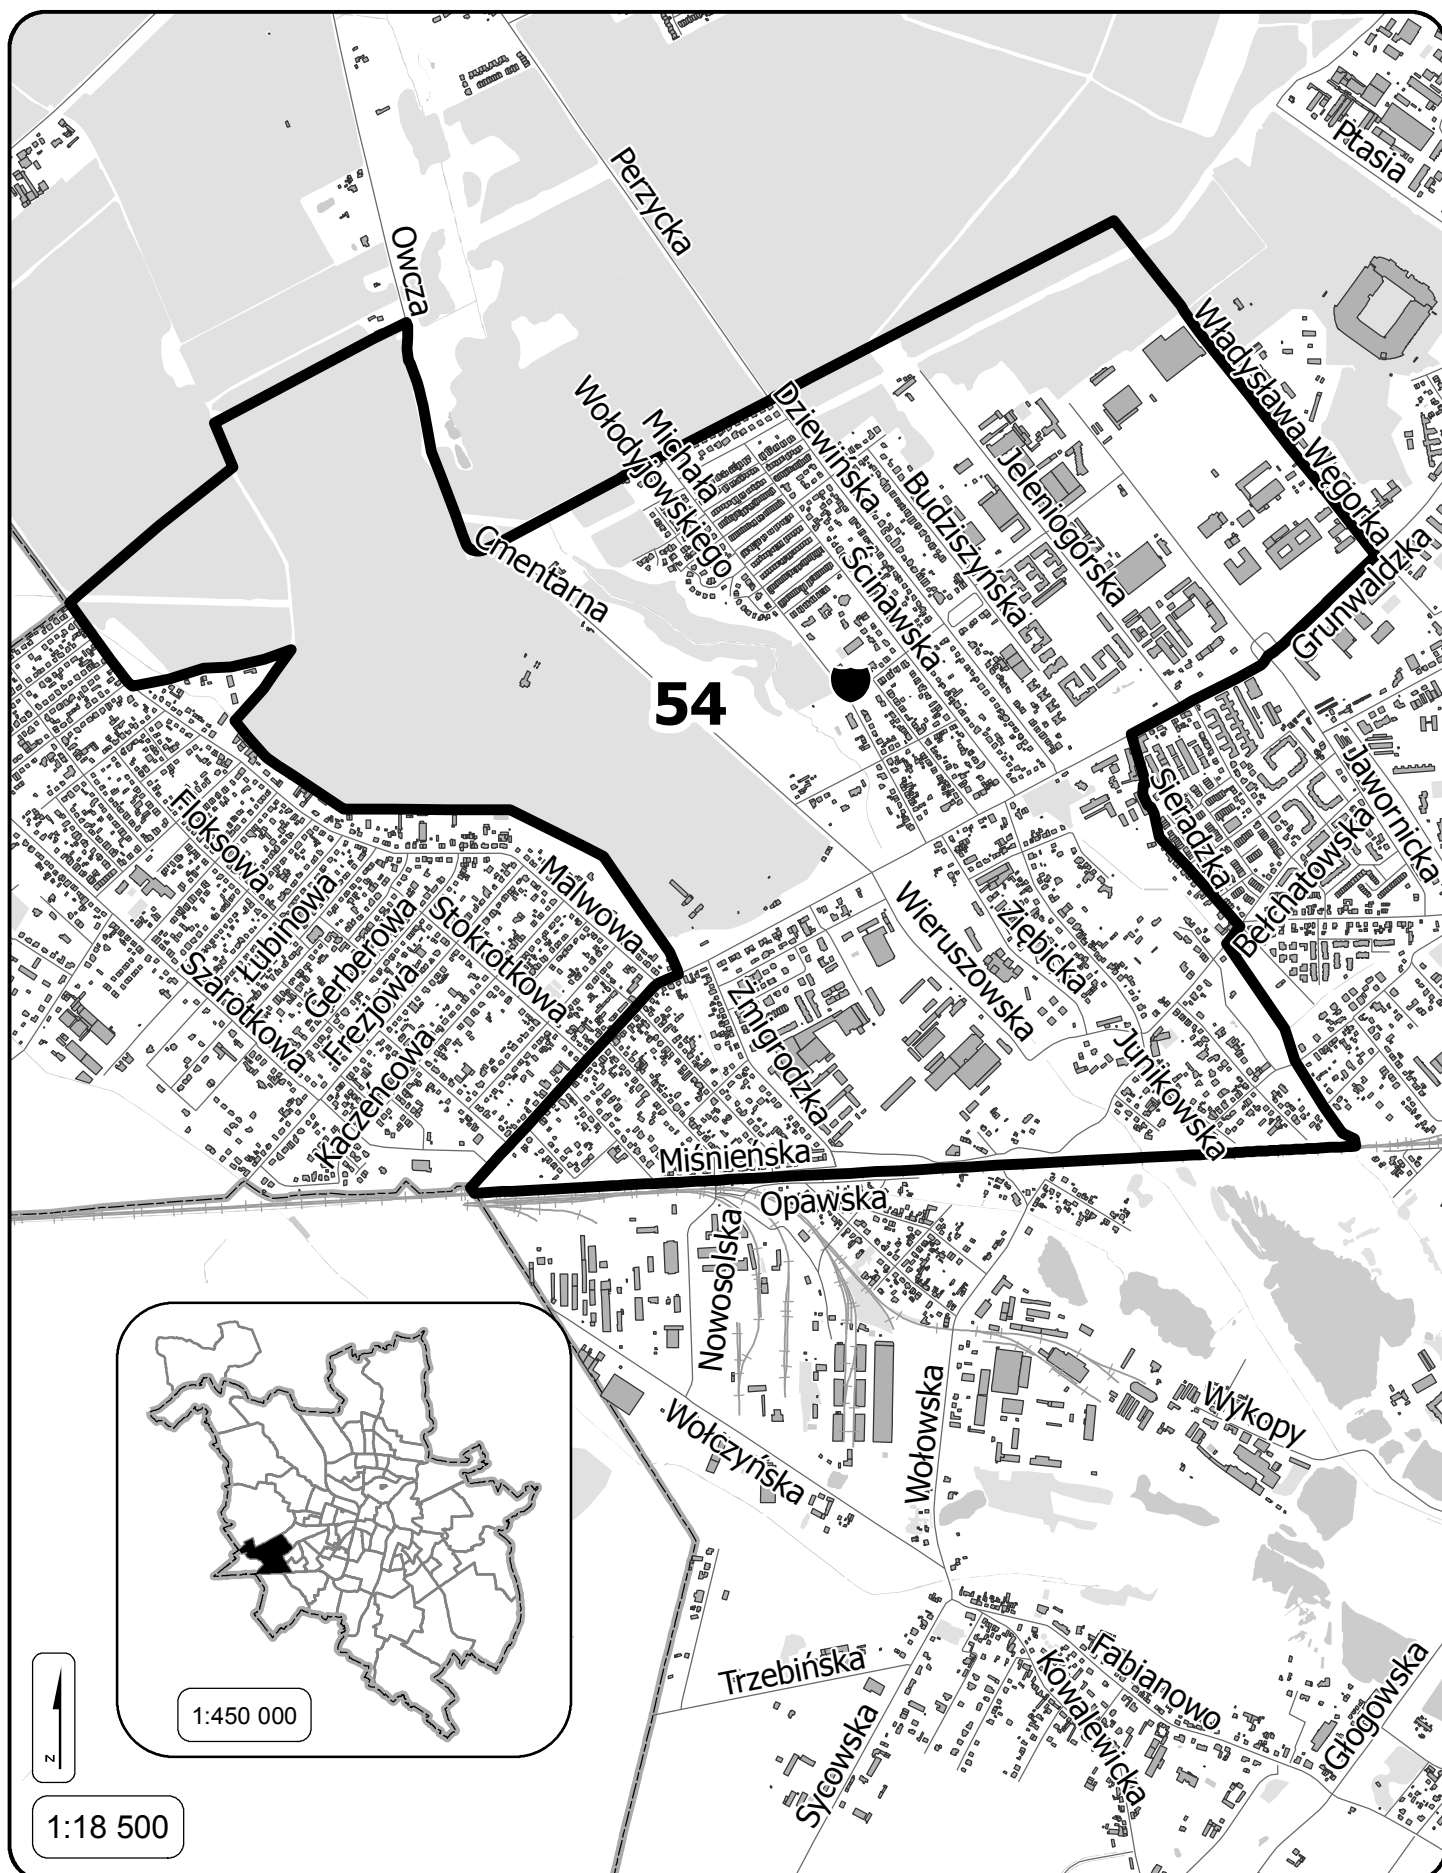 Ptasia
Perzycka
Owcza
Władysława Węgorka
Dziewińska
Michała
Wołodyjowskiego
Jeleniogórska
Budziszyńska
Cmentarna
Ścinawska
Grunwaldzka
54
Jawornicka
Sieradzka
Bełchatowska
Fioksowa
Łubinowa
Malwowa
Gerberowa
Stokrotkowa
Wieruszowska
Ziębicka
Szarotkowa
Frezjowa
Żmigrodzka
Kaczeńcowa
Junikowska
Miśnieńska
Opawska
Nowosolska
Wołowska
Wykopy
Wołczyńska
Trzebińska
Fabianowo
Kowalewicka
Głogowska
Sycowska
1:450 000
N
1:18 500